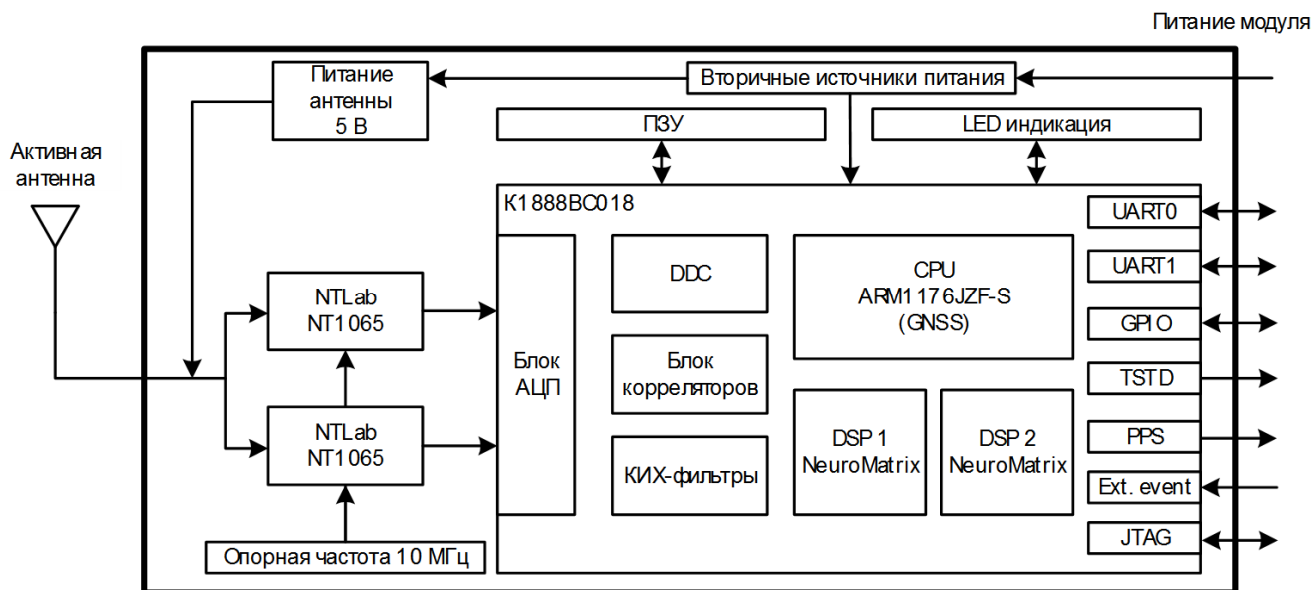 Питание модуля
Питание
антенны
5 В
Вторичные источники питания
ПЗУ
LED индикация
Активная
антенна
К1888ВС018
UART0
DDC
CPU
ARM1176JZF-S
(GNSS)
UART1
NTLab
NT1065
GPIO
Блок
АЦП
Блок
корреляторов
TSTD
NTLab
NT1065
DSP 1
NeuroMatrix
DSP 2
NeuroMatrix
PPS
КИХ-фильтры
Ext. event
JTAG
Опорная частота 10 МГц